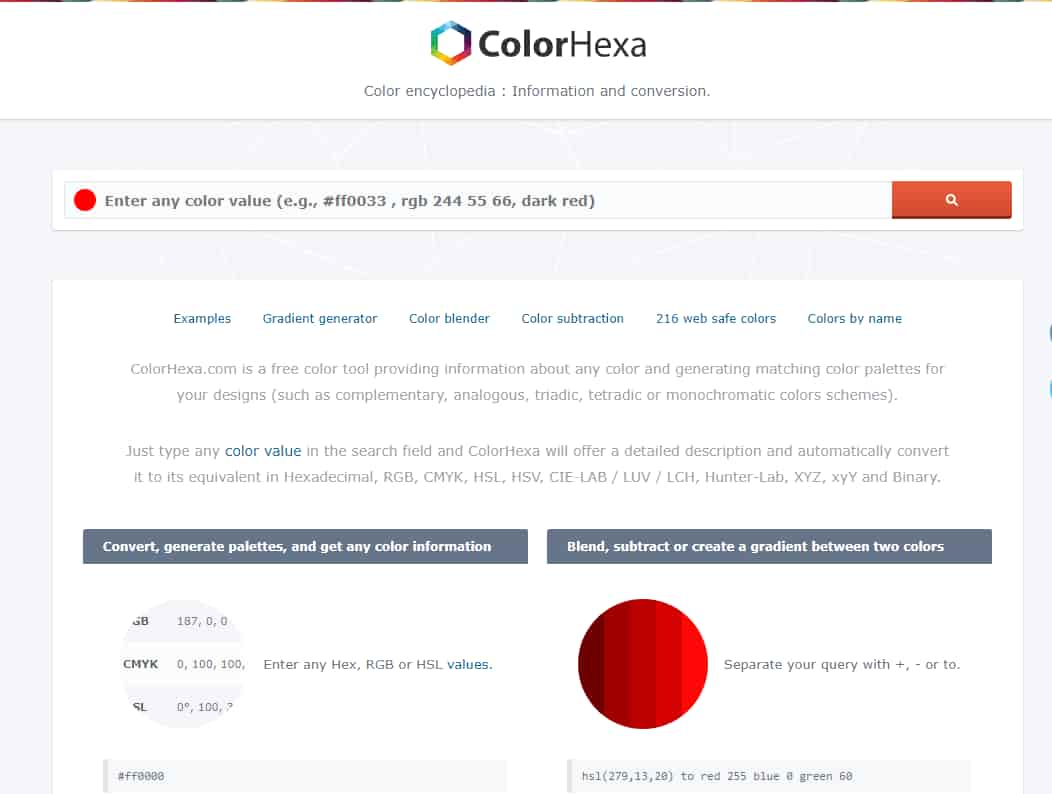 ColorHexa
Color encyclopedia : Information and conversion.
Enter any color value (e.g., #ff0033 , rgb 244 55 66, dark red)
Examples Gradient generator Color blender Color subtraction 216 web safe colors Colors by name
ColorHexa.com is a free color tool providing information about any color and generating matching color palettes for
your designs (such as complementary, analogous, triadic, tetradic or monochromatic colors schemes).
Just type any color value in the search field and ColorHexa will offer a detailed description and automatically convert
it to its equivalent in Hexadecimal, RGB, CMYK, HSL, HSV, CIE-LAB / LUV / LCH, Hunter-Lab, XYZ, xyY and Binary.
Convert, generate palettes, and get any color information
GB 187, 0, 0
CMYK 0, 100, 100,
SL 0°, 100, 3
Enter any Hex, RGB or HSL values.
#ff0000
Blend, subtract or create a gradient between two colors
Separate your query with +, - or to.
hsl(279,13,20) to red 255 blue 0 green 60